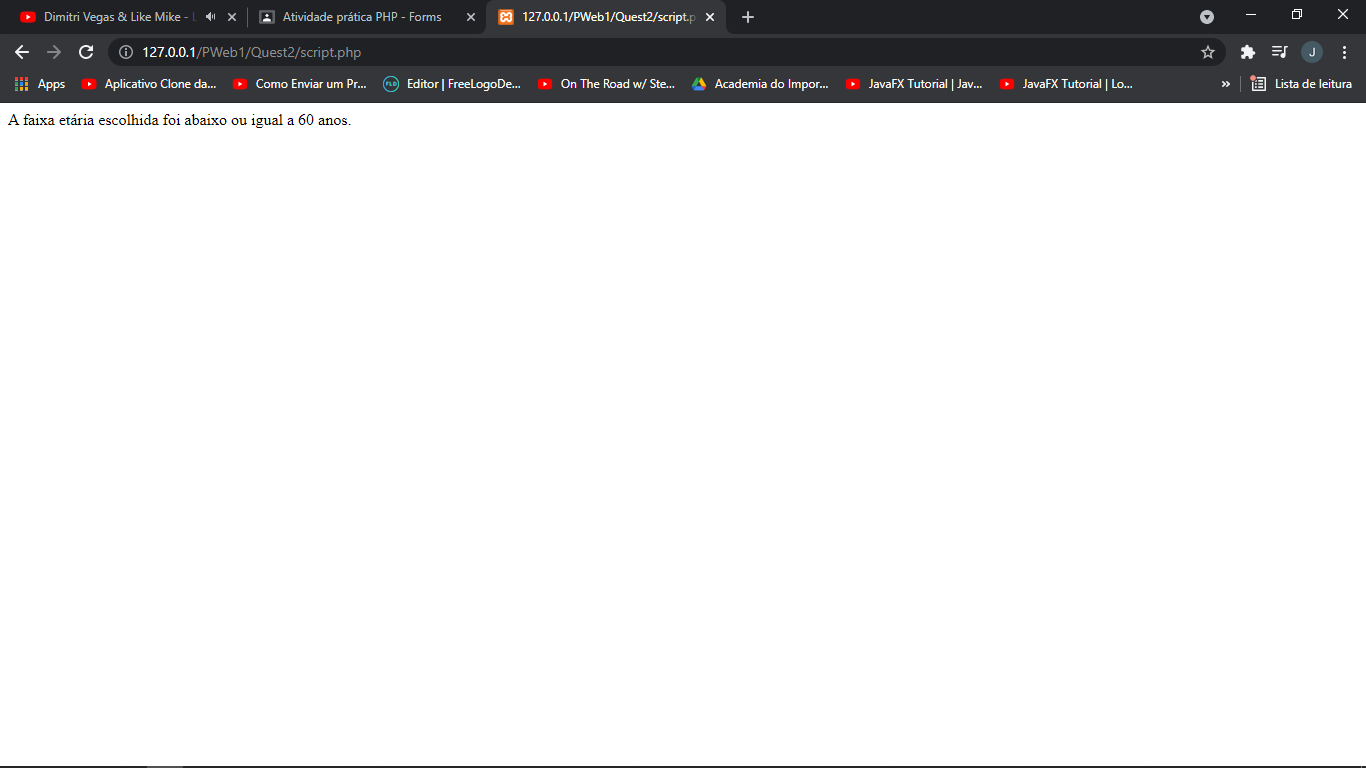 Dimitri Vegas & Like Mike - L
Atividade prática PHP - Forms
127.0.0.1/PWeb1/Quest2/script.p
127.0.0.1/PWeb1/Quest2/script.php
J
Apps
Aplicativo Clone da...
Como Enviar um Pr...
FLD
Editor | FreeLogoDe...
On The Road w/ Ste...
Academia do Impor...
JavaFX Tutorial | Jav...
JavaFX Tutorial | Lo...
»
Lista de leitura
A faixa etária escolhida foi abaixo ou igual a 60 anos.